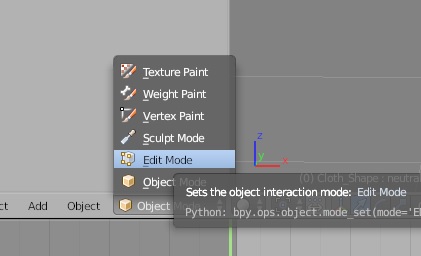 Texture Paint
Weight Paint
Vertex Paint
Sculpt Mode
Edit Mode
Object
(0) Cloth Shape : neutra
Sets the object interaction mode: Edit Mode
Python: bpy.ops.object.mode_set(mode='E
ct Add Object Object Mo
z
y
x